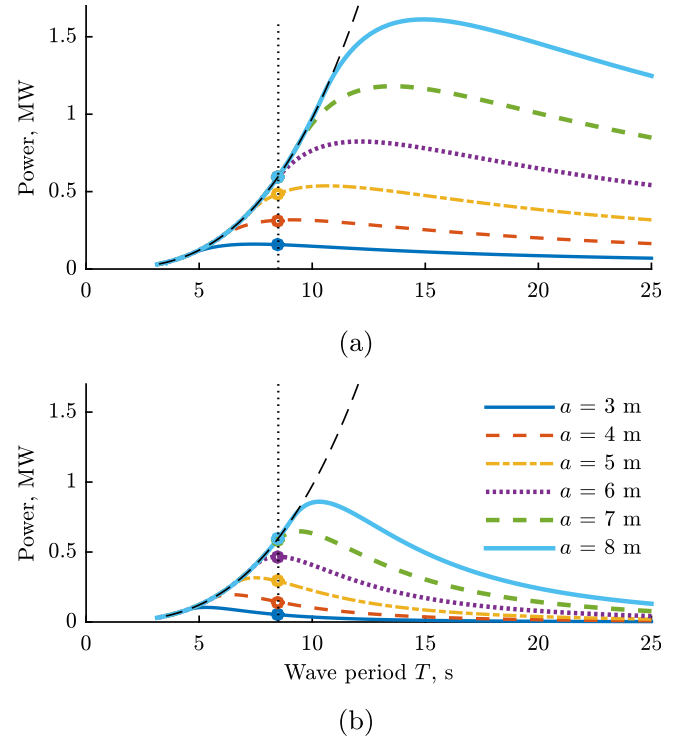 Power, MW
1.5
1
0.5
0
0 5 10 15 20 25
(a)
Power, MW
1.5
1
0.5
0
a = 3 m
a = 4 m
a = 5 m
a = 6 m
a = 7 m
a = 8 m
0 5 10 15 20 25
Wave period T, s
(b)